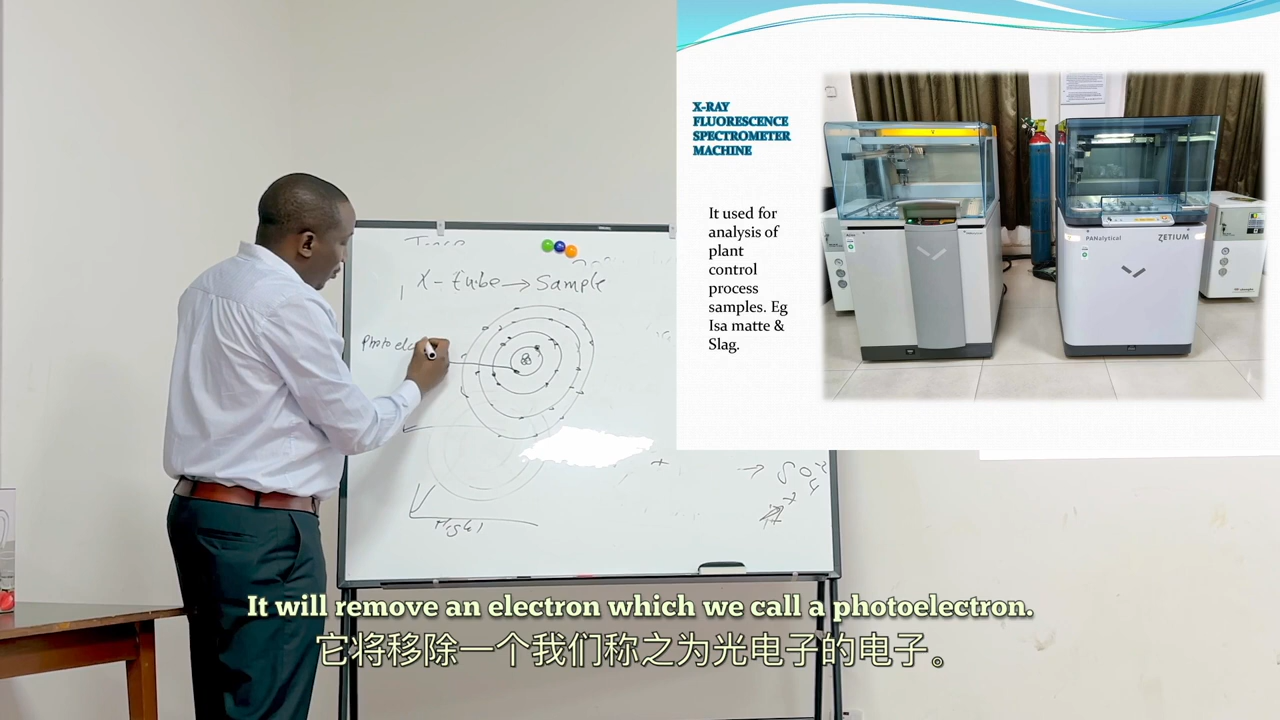 X-RAY
FLUORESCENCE
SPECTROMETER
MACHINE
It used for
analysis of
plant
control
process
samples. Eg
Isa matte &
Slag.
PANalytical
ZETIUM
X-tube → Sample
Photoele
→ SO₄²⁻
It will remove an electron which we call a photoelectron.
它将移除一个我们称之为光电子的电子。